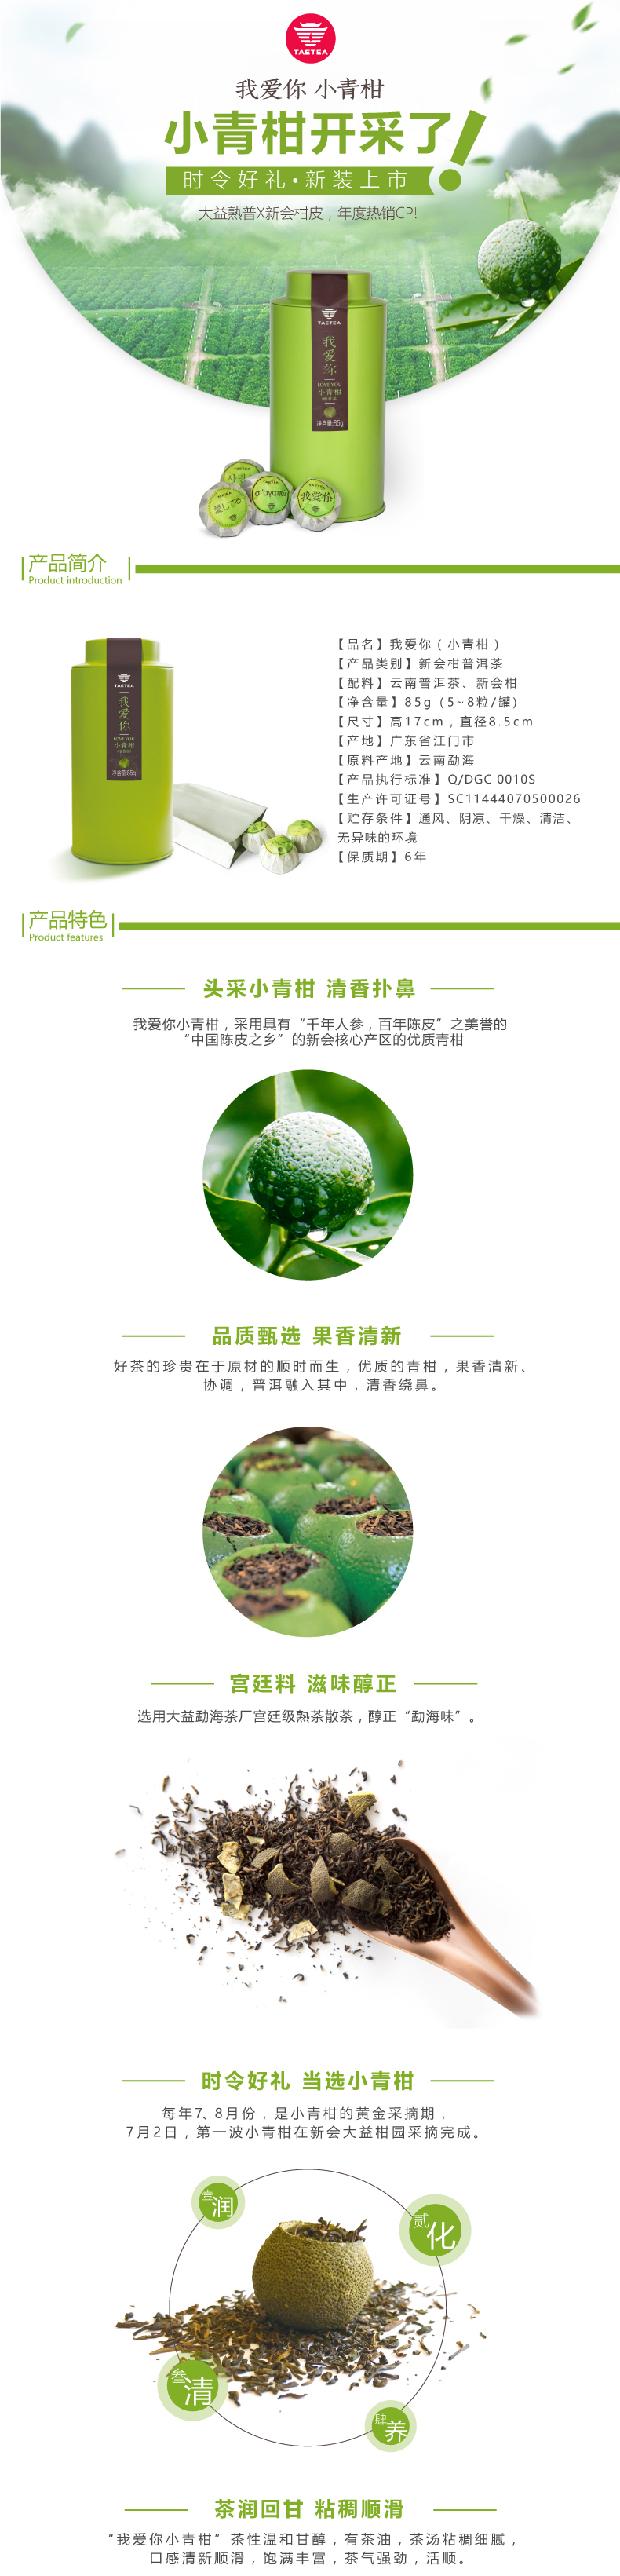 TAETEA
我爱你 小青柑
小青柑开采了!
时令好礼·新装上市
大益熟普X新会柑皮，年度热销CP!
TAETEA
我爱你
LOVE YOU
小青柑
净含量:85g
愛して
我爱你
产品简介
Product introduction
TAETEA
我爱你
LOVE YOU
小青柑
净含量:85g
【品名】我爱你（小青柑）
【产品类别】新会柑普洱茶
【配料】云南普洱茶、新会柑
【净含量】85g（5~8粒/罐）
【尺寸】高17cm，直径8.5cm
【产地】广东省江门市
【原料产地】云南勐海
【产品执行标准】Q/DGC 0010S
【生产许可证号】SC11444070500026
【贮存条件】通风、阴凉、干燥、清洁、
无异味的环境
【保质期】6年
产品特色
Product features
头采小青柑 清香扑鼻
我爱你小青柑，采用具有“千年人参，百年陈皮”之美誉的
“中国陈皮之乡”的新会核心产区的优质青柑
品质甄选 果香清新
好茶的珍贵在于原材的顺时而生，优质的青柑，果香清新、
协调，普洱融入其中，清香绕鼻。
宫廷料 滋味醇正
选用大益勐海茶厂宫廷级熟茶散茶，醇正“勐海味”。
时令好礼 当选小青柑
每年7、8月份，是小青柑的黄金采摘期，
7月2日，第一波小青柑在新会大益柑园采摘完成。
壹润
贰化
叁清
肆养
茶润回甘 粘稠顺滑
“我爱你小青柑”茶性温和甘醇，有茶油，茶汤粘稠细腻，
口感清新顺滑，饱满丰富，茶气强劲，活顺。